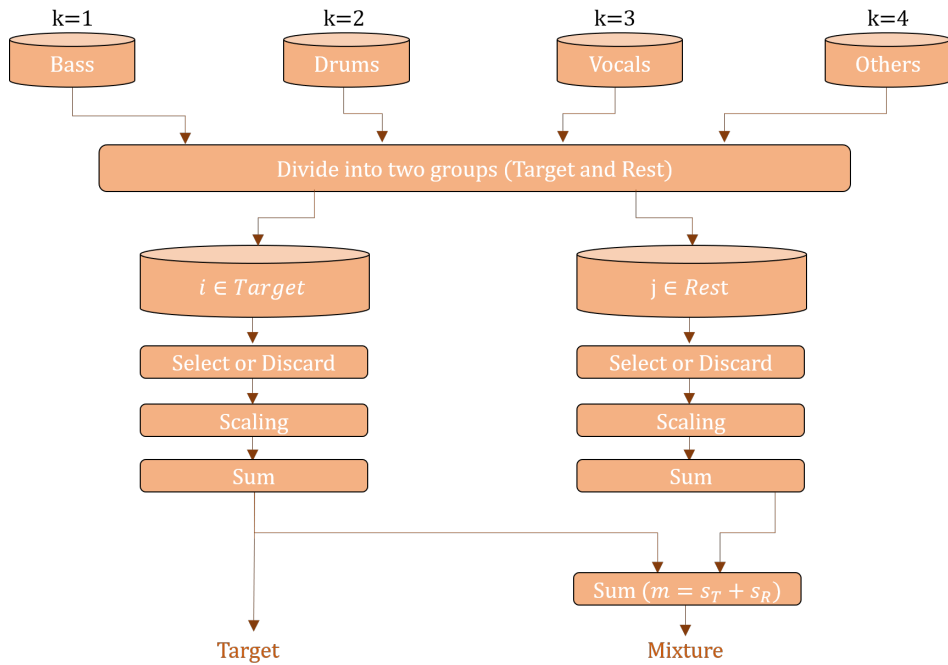 k=1 k=2 k=3 k=4
Bass Drums Vocals Others
Divide into two groups (Target and Rest)
i ∈ Target j ∈ Rest
Select or Discard Select or Discard
Scaling Scaling
Sum Sum
Sum (m = s_T + s_R)
Target Mixture